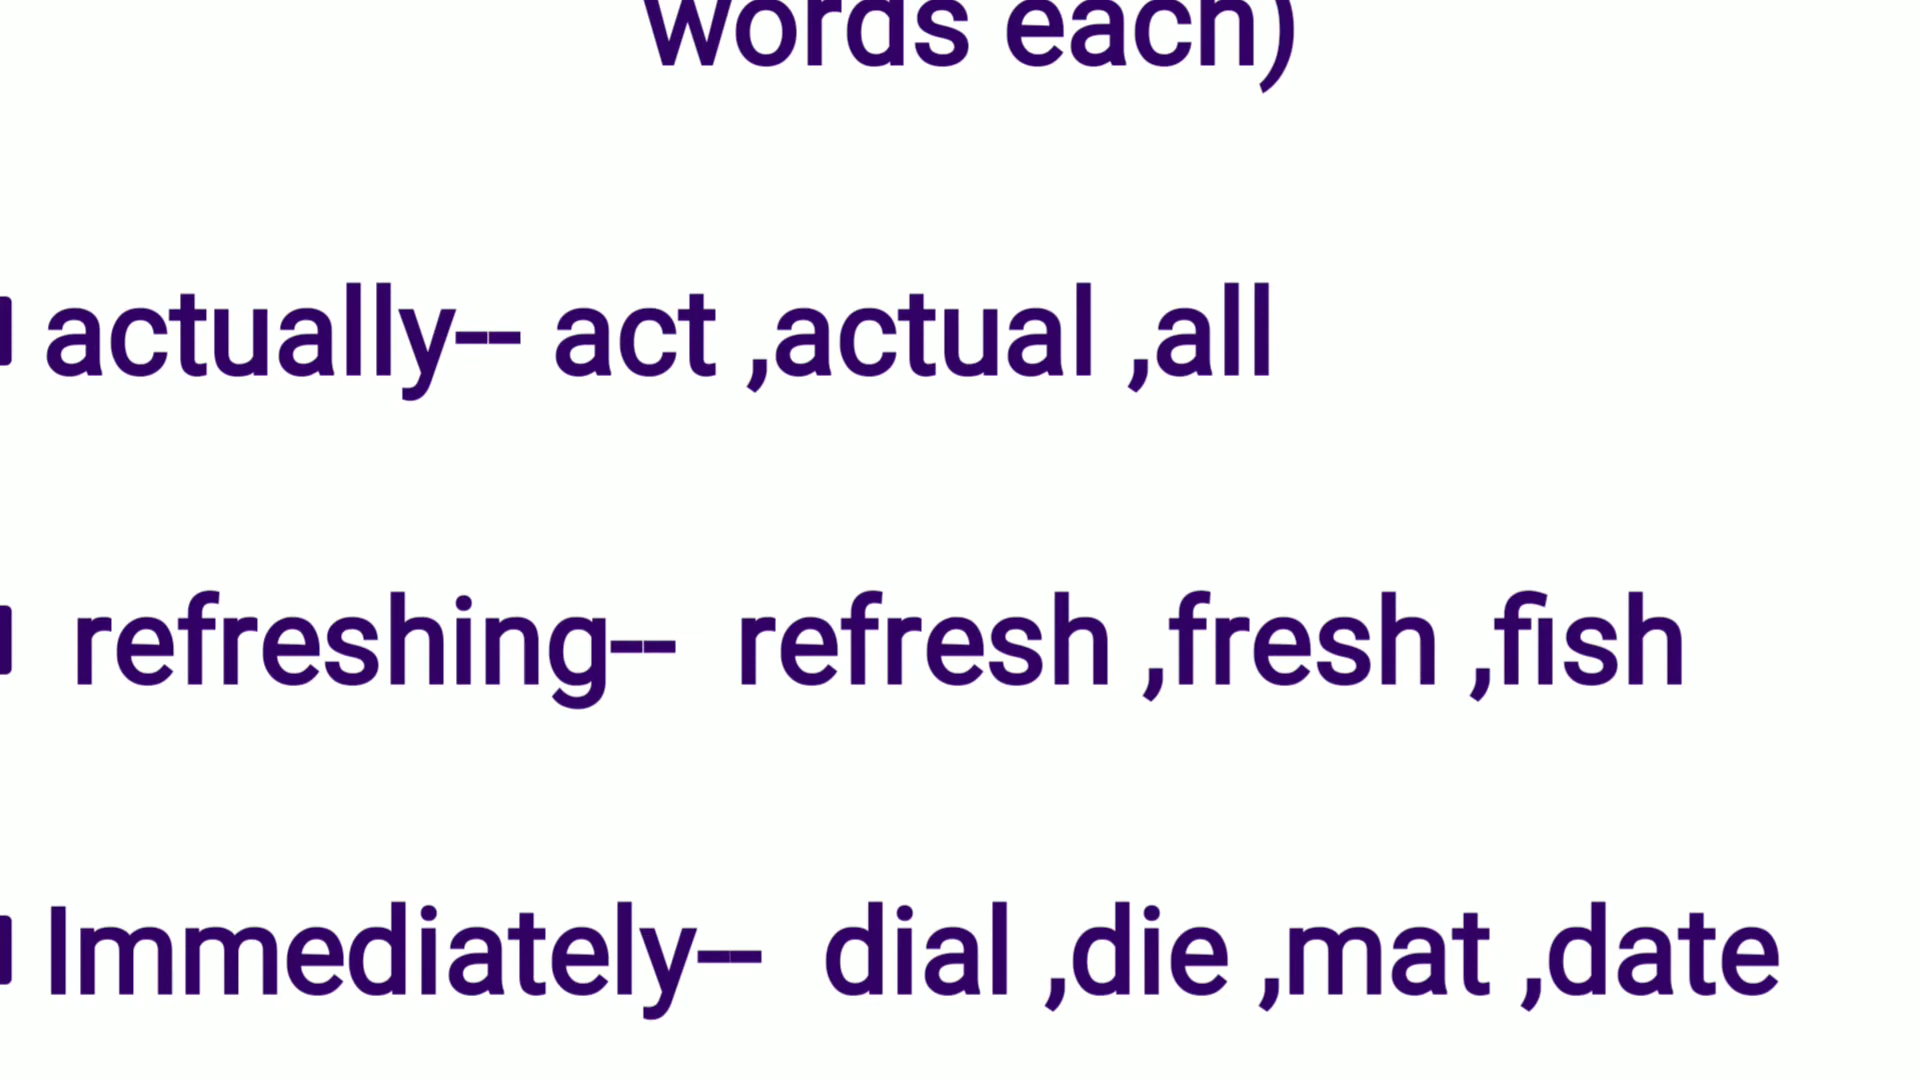 words each)
actually-- act ,actual ,all
refreshing-- refresh ,fresh ,fish
Immediately-- dial ,die ,mat ,date